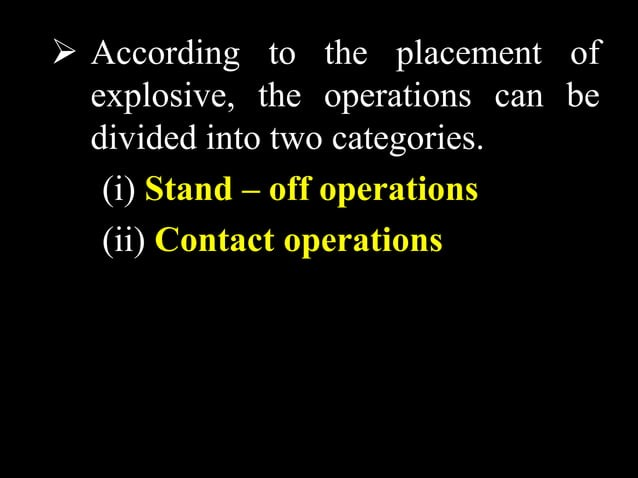 ➢ According to the placement of
explosive, the operations can be
divided into two categories.
(i) Stand – off operations
(ii) Contact operations